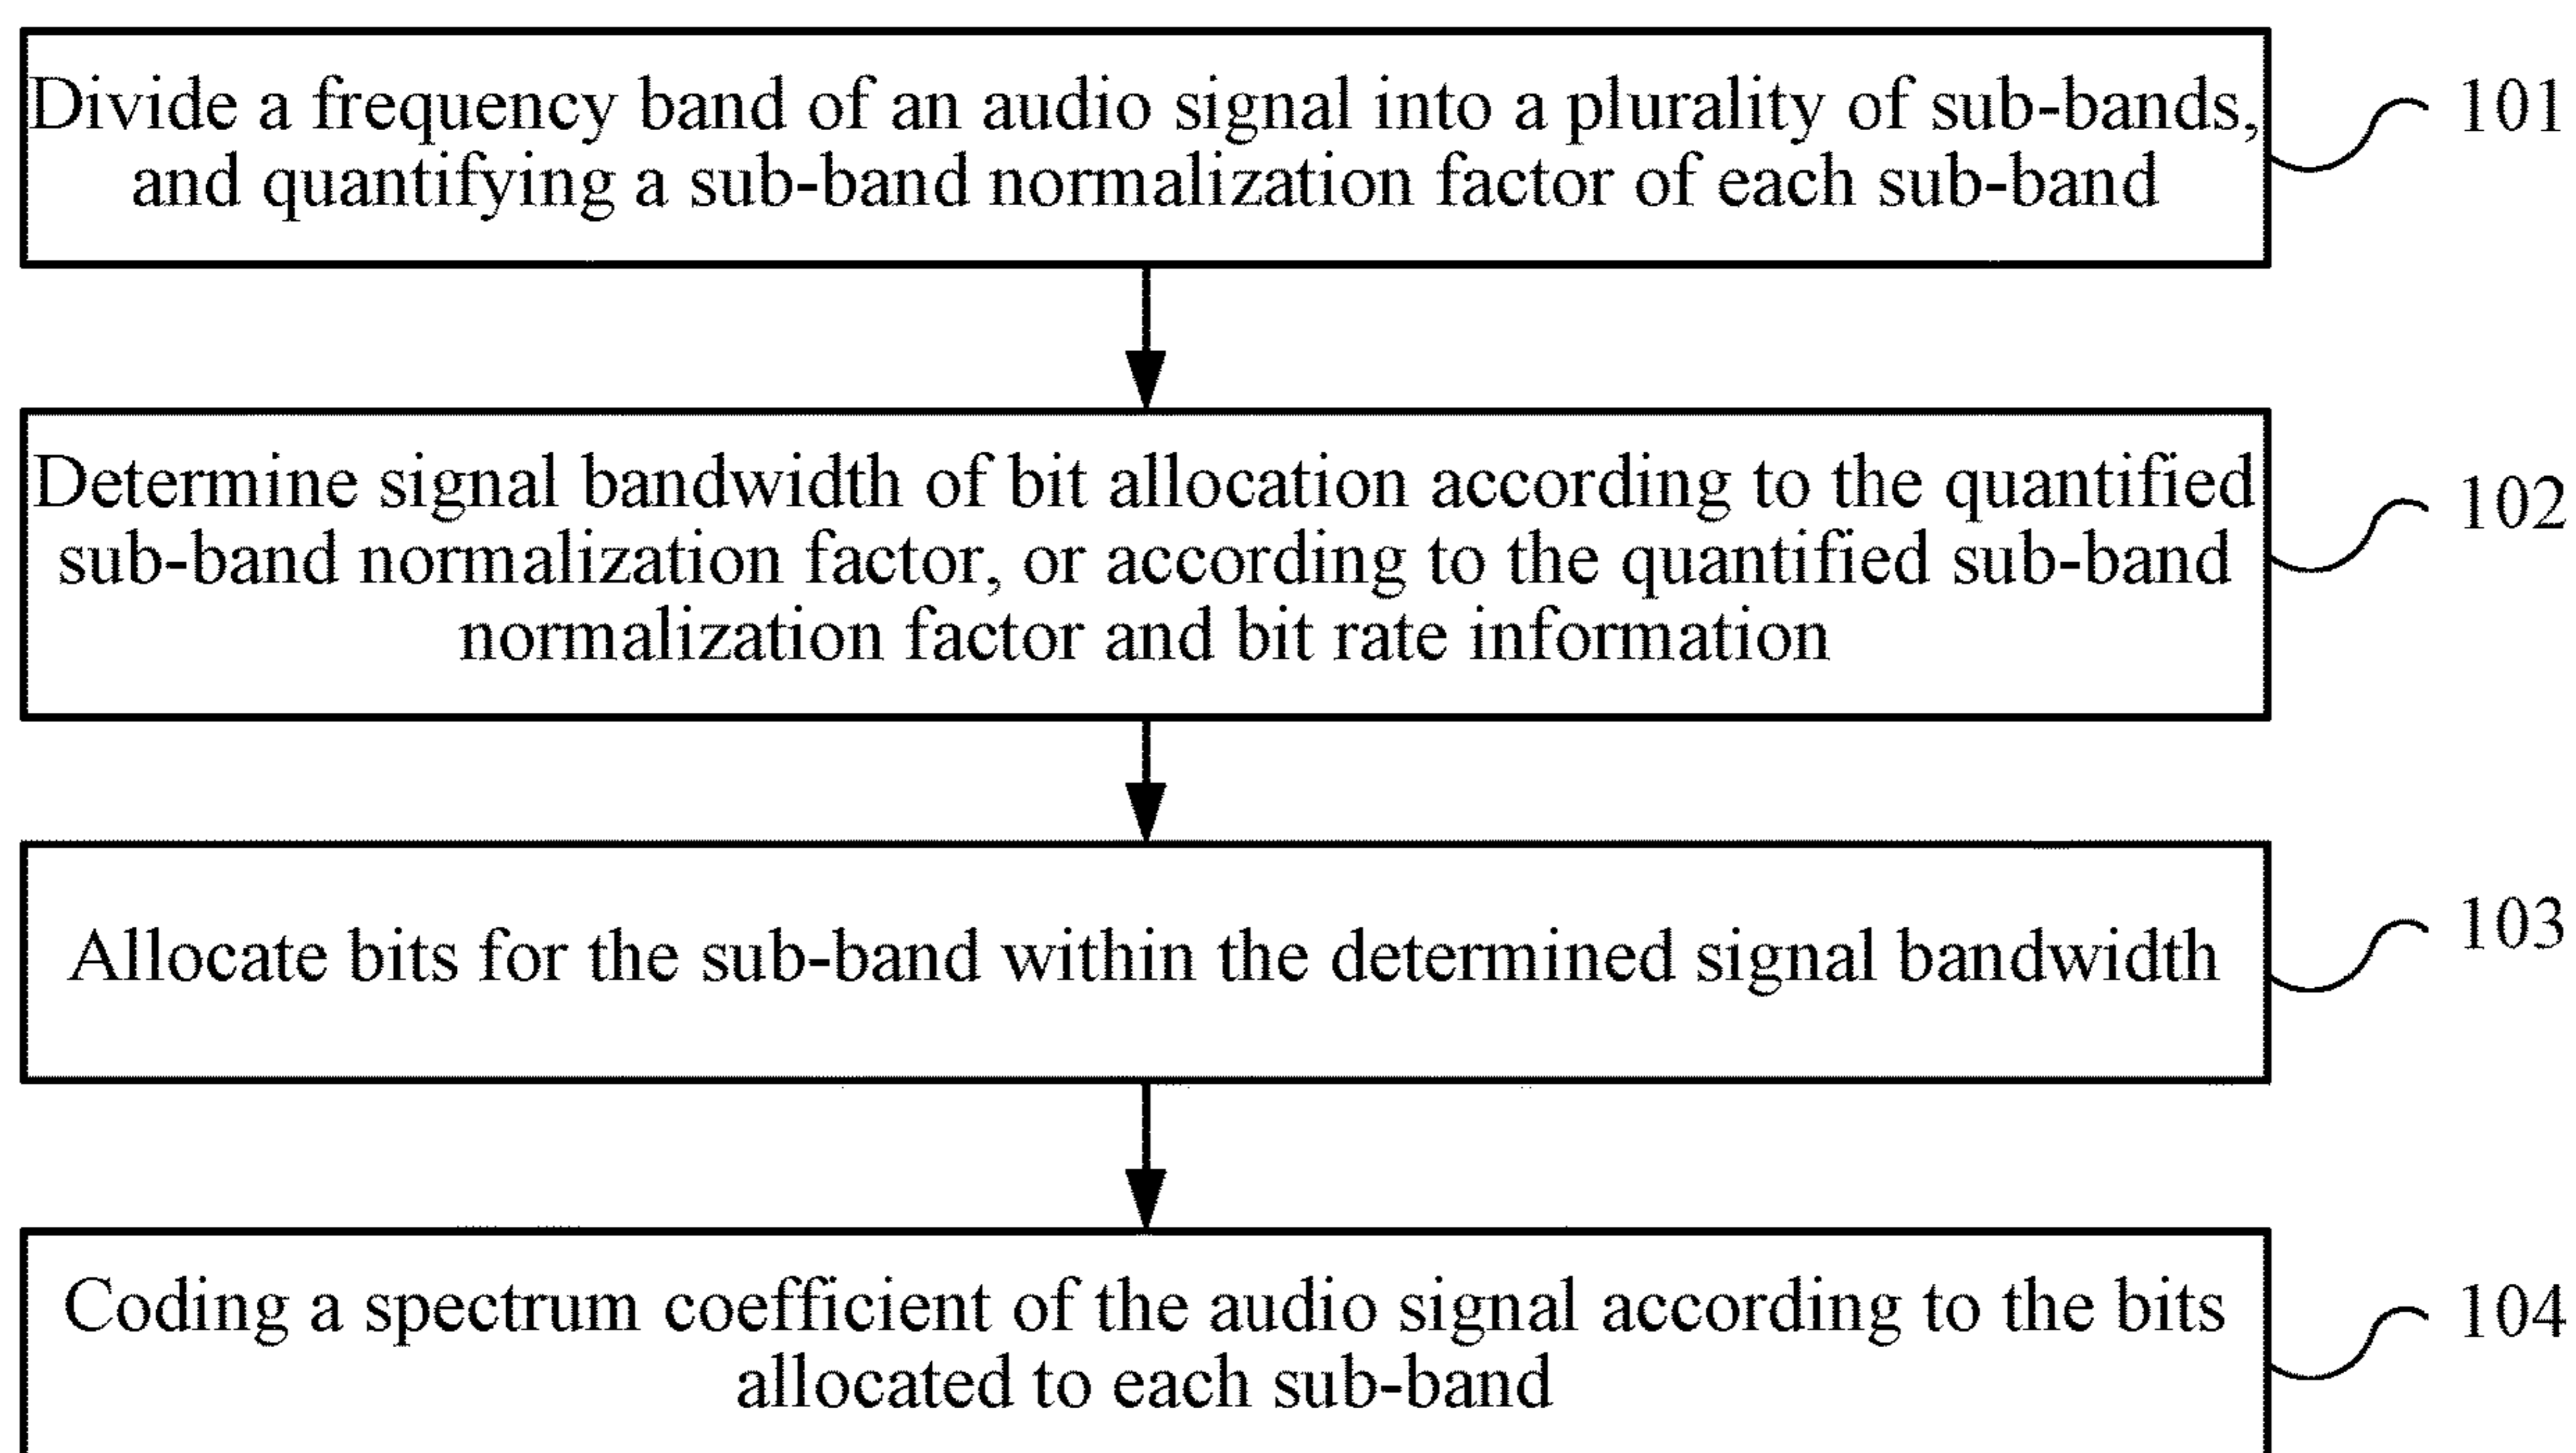 Divide a frequency band of an audio signal into a plurality of sub-bands,
and quantifying a sub-band normalization factor of each sub-band
101
Determine signal bandwidth of bit allocation according to the quantified
sub-band normalization factor, or according to the quantified sub-band
normalization factor and bit rate information
102
Allocate bits for the sub-band within the determined signal bandwidth
103
Coding a spectrum coefficient of the audio signal according to the bits
allocated to each sub-band
104